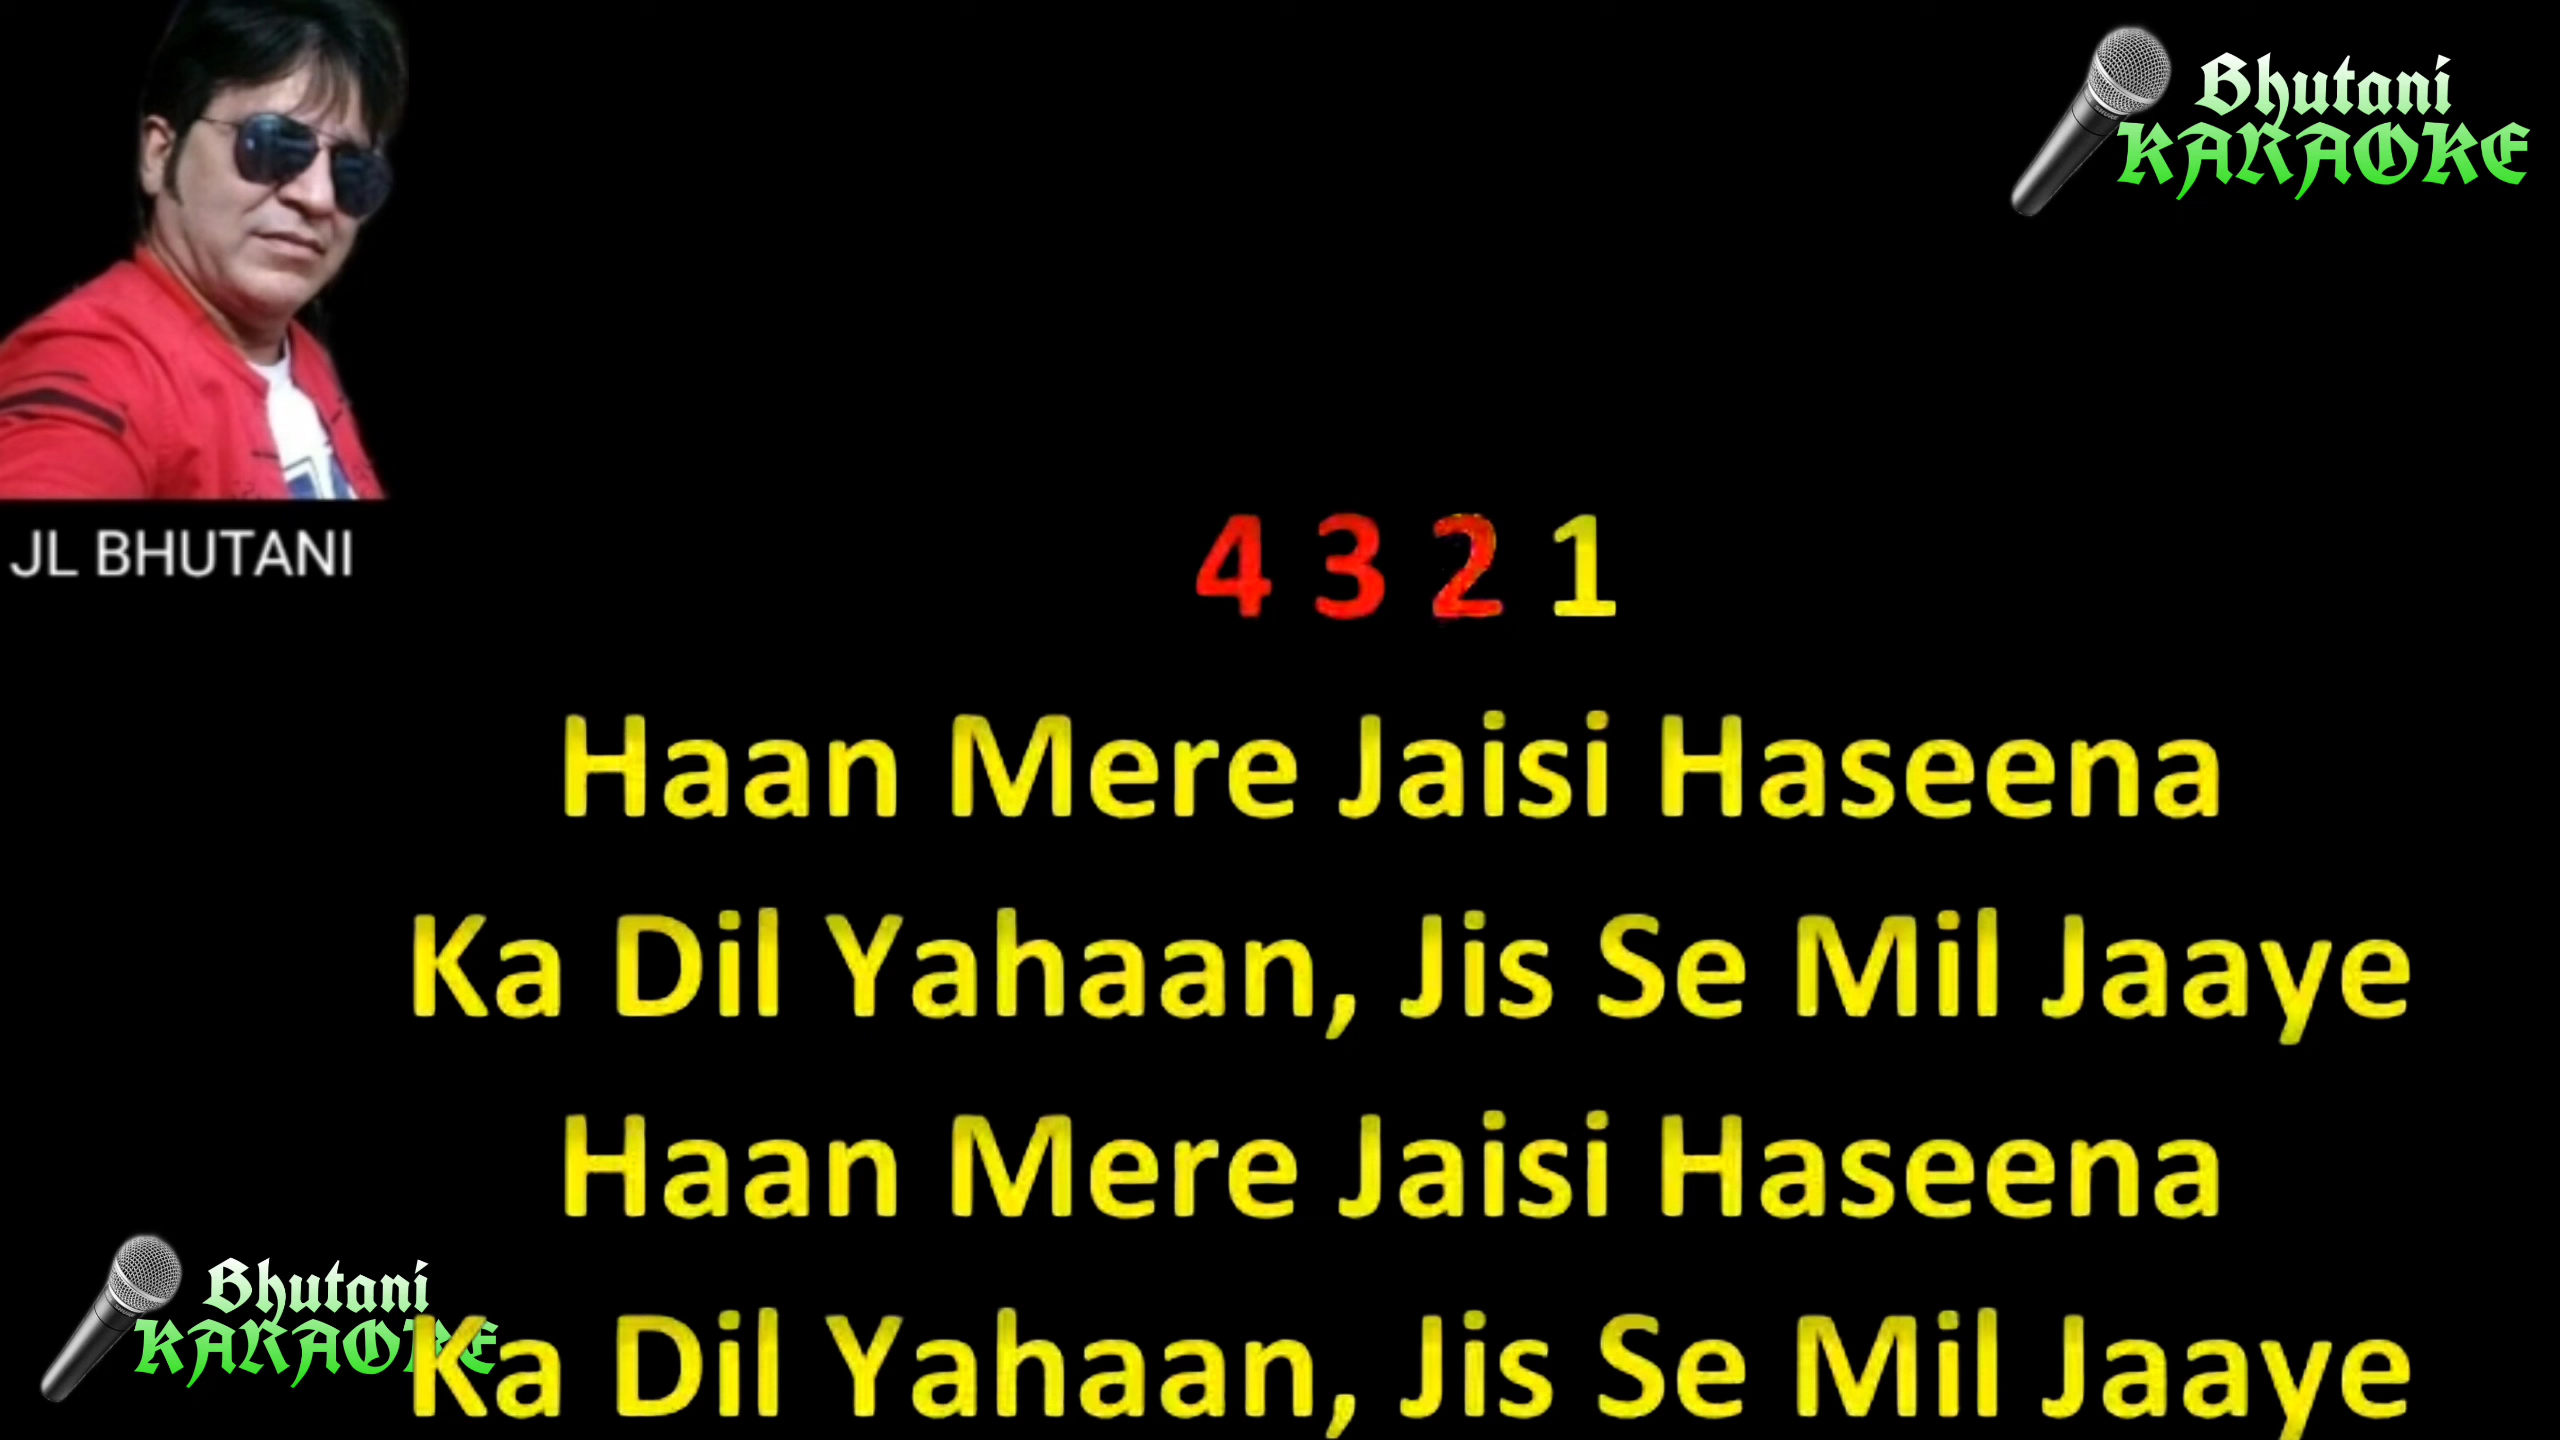 Bhutani
KARAOKE
JL BHUTANI
4 3 2 1
Haan Mere Jaisi Haseena
Ka Dil Yahaan, Jis Se Mil Jaaye
Haan Mere Jaisi Haseena
Ka Dil Yahaan, Jis Se Mil Jaaye
Bhutani
KARAOKE